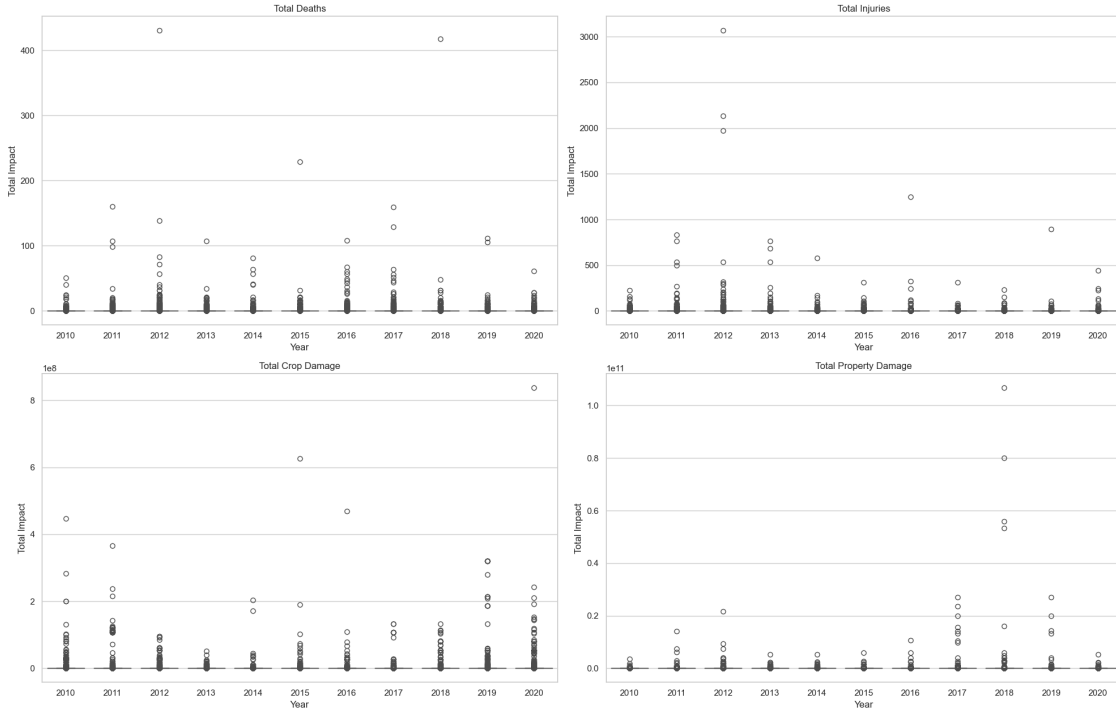 Total Deaths
Total Impact
400
300
200
100
0
2010 2011 2012 2013 2014 2015 2016 2017 2018 2019 2020
Year
Total Injuries
Total Impact
3000
2500
2000
1500
1000
500
0
2010 2011 2012 2013 2014 2015 2016 2017 2018 2019 2020
Year
Total Crop Damage
1e8
Total Impact
8
6
4
2
0
2010 2011 2012 2013 2014 2015 2016 2017 2018 2019 2020
Year
Total Property Damage
1e11
Total Impact
1.0
0.8
0.6
0.4
0.2
0.0
2010 2011 2012 2013 2014 2015 2016 2017 2018 2019 2020
Year